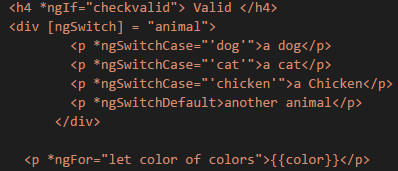 <h4 *ngIf="checkvalid"> Valid </h4>
<div [ngSwitch] = "animal">
<p *ngSwitchCase="'dog'">a dog</p>
<p *ngSwitchCase="'cat'">a cat</p>
<p *ngSwitchCase="'chicken'">a Chicken</p>
<p *ngSwitchDefault>another animal</p>
</div>
<p *ngFor="let color of colors">{{color}}</p>